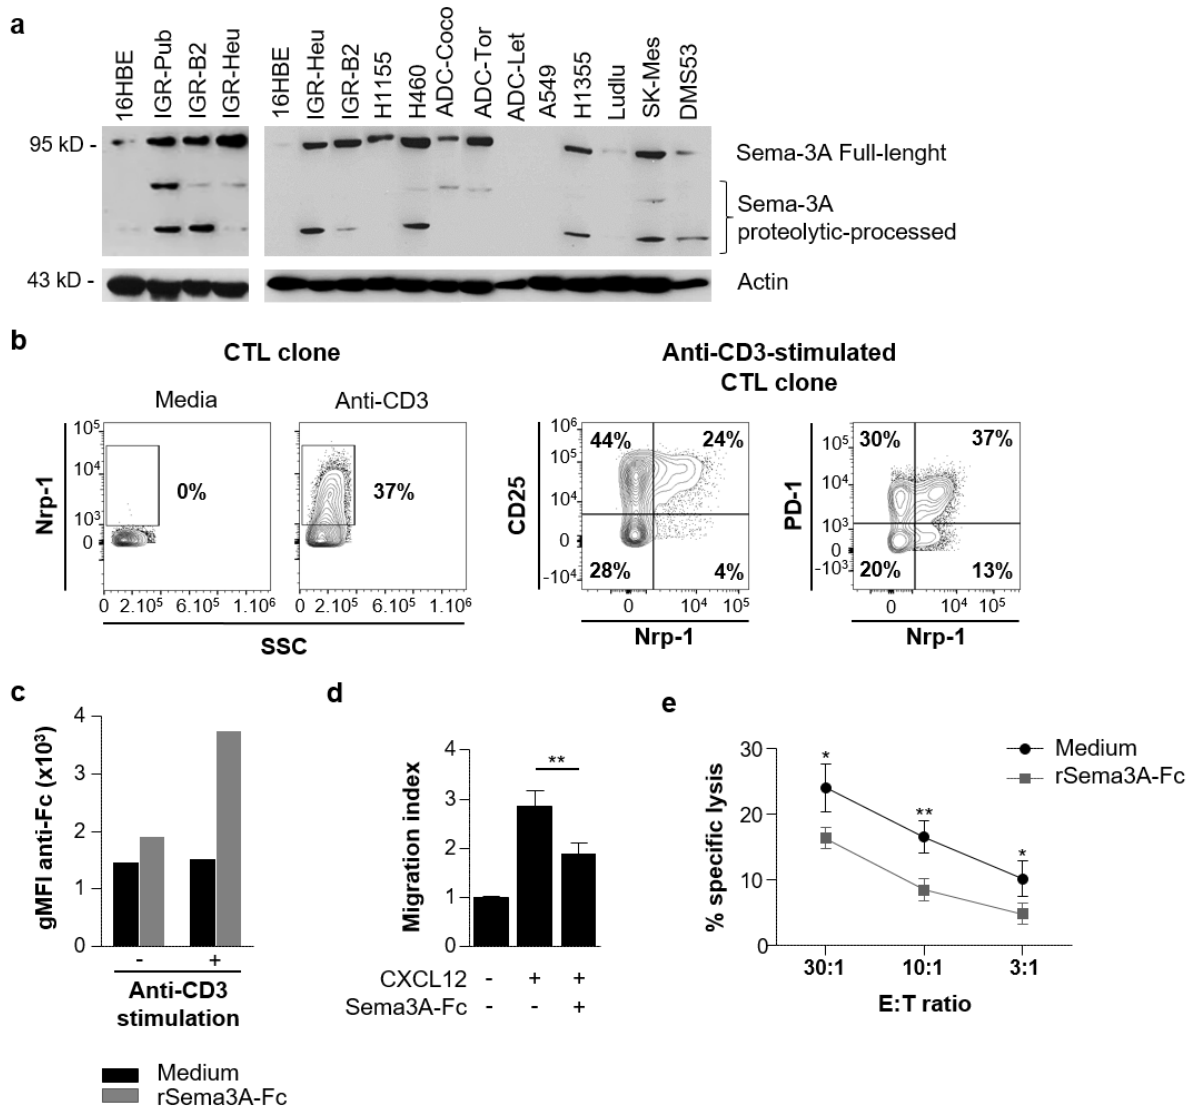 a
16HBE
IGR-Pub
IGR-B2
IGR-Heu
16HBE
IGR-Heu
IGR-B2
H1155
H460
ADC-Coco
ADC-Tor
ADC-Let
A549
H1355
Ludlu
SK-Mes
DMS53
95 kD -
Sema-3A Full-lenght
Sema-3A
proteolytic-processed
43 kD -
Actin
b
CTL clone
Media
Anti-CD3
Nrp-1
10⁵
10⁴
10³
0
0%
37%
0 2.10⁵ 6.10⁵ 1.10⁶
0 2.10⁵ 6.10⁵ 1.10⁶
SSC
Anti-CD3-stimulated
CTL clone
CD25
10⁶
10⁵
10⁴
0
-10⁴
44%
24%
28%
4%
0 10⁴ 10⁵
Nrp-1
PD-1
10⁵
10⁴
10³
0
-10³
30%
37%
20%
13%
0 10⁴ 10⁵
Nrp-1
c
gMFI anti-Fc (x10³)
4
3
2
1
0
- +
Anti-CD3
stimulation
Medium
rSema3A-Fc
d
Migration index
4
3
2
1
0
**
CXCL12 - + +
Sema3A-Fc - - +
e
% specific lysis
30
20
10
0
*
**
*
30:1 10:1 3:1
E:T ratio
Medium
rSema3A-Fc